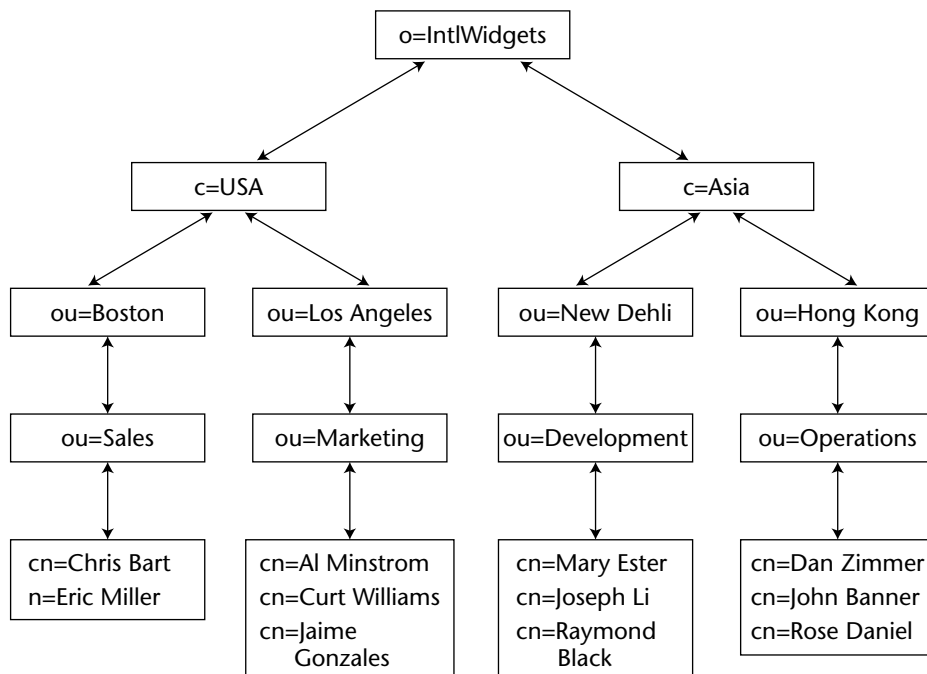 o=IntlWidgets
c=USA
c=Asia
ou=Boston
ou=Los Angeles
ou=New Dehli
ou=Hong Kong
ou=Sales
ou=Marketing
ou=Development
ou=Operations
cn=Chris Bart
n=Eric Miller
cn=Al Minstrom
cn=Curt Williams
cn=Jaime
Gonzales
cn=Mary Ester
cn=Joseph Li
cn=Raymond
Black
cn=Dan Zimmer
cn=John Banner
cn=Rose Daniel